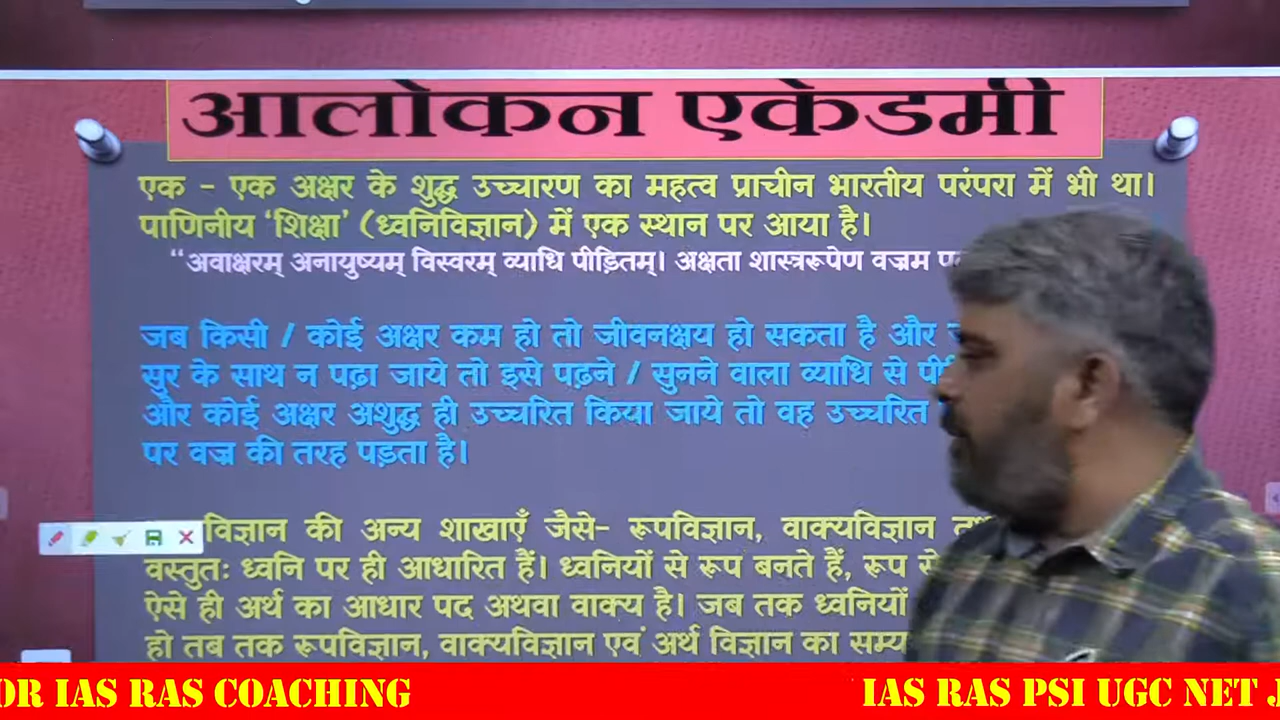 आलोकन एकेडमी
एक - एक अक्षर के शुद्ध उच्चारण का महत्व प्राचीन भारतीय परंपरा में भी था।
पाणिनीय ‘शिक्षा’ (ध्वनिविज्ञान) में एक स्थान पर आया है।
“अवाक्षरम् अनायुष्यम् विस्वरम् व्याधि पीड़ितम्। अक्षता शास्त्ररूपेण वज्रम
जब किसी / कोई अक्षर कम हो तो जीवनक्षय हो सकता है और
सुर के साथ न पढ़ा जाये तो इसे पढ़ने / सुनने वाला व्याधि से
और कोई अक्षर अशुद्ध ही उच्चरित किया जाये तो वह उच्चरित
पर वज्र की तरह पड़ता है।
विज्ञान की अन्य शाखाएँ जैसे- रूपविज्ञान, वाक्यविज्ञान
वस्तुतः ध्वनि पर ही आधारित हैं। ध्वनियों से रूप बनते हैं, रूप
ऐसे ही अर्थ का आधार पद अथवा वाक्य है। जब तक ध्वनियों
हो तब तक रूपविज्ञान, वाक्यविज्ञान एवं अर्थ विज्ञान का
OR IAS RAS COACHING IAS RAS PSI UGC NET